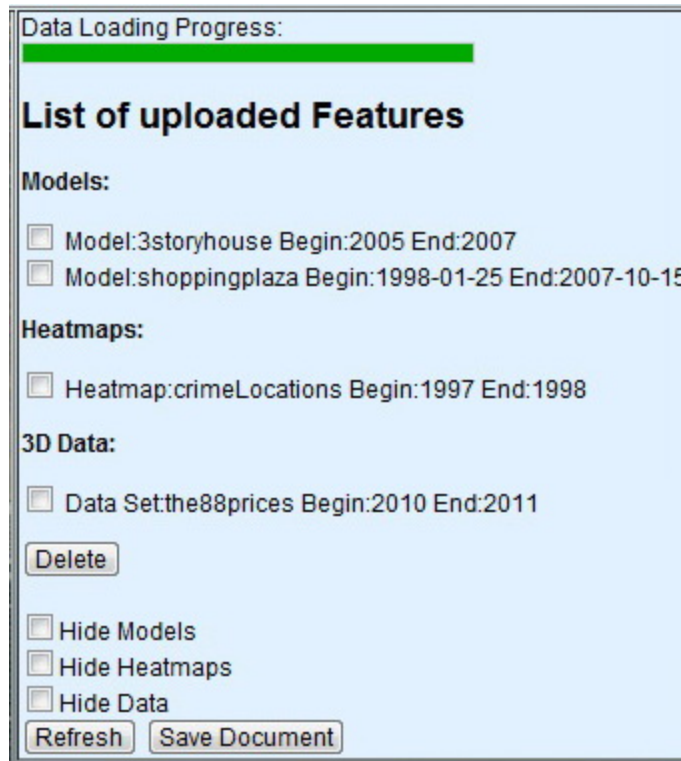 Data Loading Progress:
List of uploaded Features
Models:
Model:3storyhouse Begin:2005 End:2007
Model:shoppingplaza Begin:1998-01-25 End:2007-10-15
Heatmaps:
Heatmap:crimeLocations Begin:1997 End:1998
3D Data:
Data Set:the88prices Begin:2010 End:2011
Delete
Hide Models
Hide Heatmaps
Hide Data
Refresh Save Document